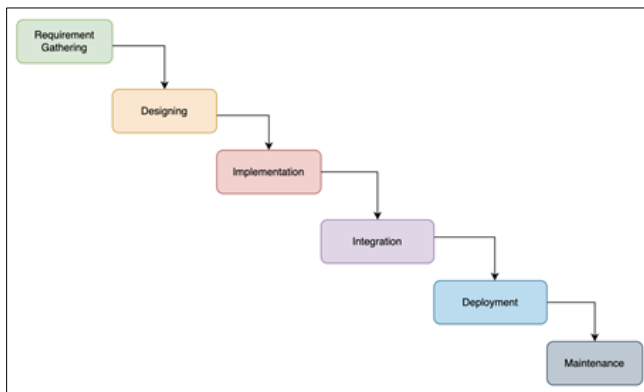 Requirement
Gathering
Designing
Implementation
Integration
Deployment
Maintenance